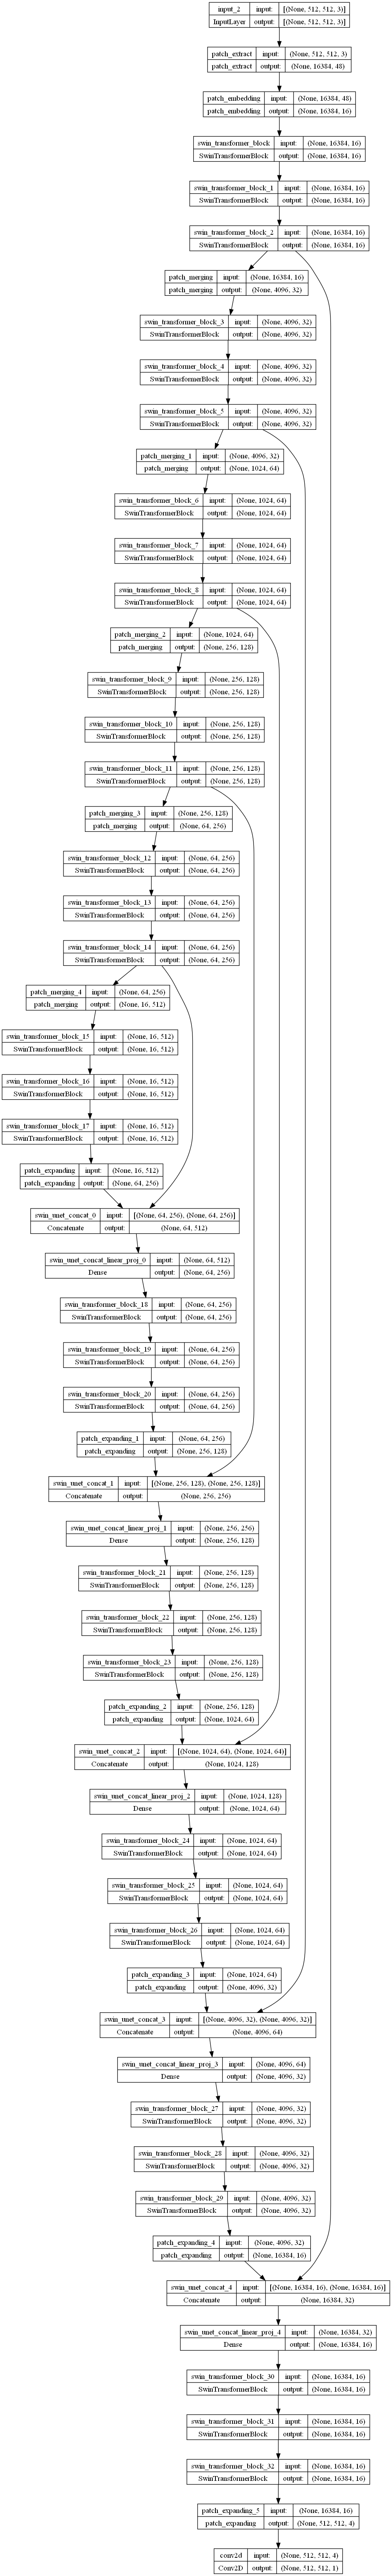 input_2 input: [(None, 512, 512, 3)]
InputLayer output: [(None, 512, 512, 3)]
patch_extract input: (None, 512, 512, 3)
patch_extract output: (None, 16384, 48)
patch_embedding input: (None, 16384, 48)
patch_embedding output: (None, 16384, 16)
swin_transformer_block input: (None, 16384, 16)
SwinTransformerBlock output: (None, 16384, 16)
swin_transformer_block_1 input: (None, 16384, 16)
SwinTransformerBlock output: (None, 16384, 16)
swin_transformer_block_2 input: (None, 16384, 16)
SwinTransformerBlock output: (None, 16384, 16)
patch_merging input: (None, 16384, 16)
patch_merging output: (None, 4096, 32)
swin_transformer_block_3 input: (None, 4096, 32)
SwinTransformerBlock output: (None, 4096, 32)
swin_transformer_block_4 input: (None, 4096, 32)
SwinTransformerBlock output: (None, 4096, 32)
swin_transformer_block_5 input: (None, 4096, 32)
SwinTransformerBlock output: (None, 4096, 32)
patch_merging_1 input: (None, 4096, 32)
patch_merging output: (None, 1024, 64)
swin_transformer_block_6 input: (None, 1024, 64)
SwinTransformerBlock output: (None, 1024, 64)
swin_transformer_block_7 input: (None, 1024, 64)
SwinTransformerBlock output: (None, 1024, 64)
swin_transformer_block_8 input: (None, 1024, 64)
SwinTransformerBlock output: (None, 1024, 64)
patch_merging_2 input: (None, 1024, 64)
patch_merging output: (None, 256, 128)
swin_transformer_block_9 input: (None, 256, 128)
SwinTransformerBlock output: (None, 256, 128)
swin_transformer_block_10 input: (None, 256, 128)
SwinTransformerBlock output: (None, 256, 128)
swin_transformer_block_11 input: (None, 256, 128)
SwinTransformerBlock output: (None, 256, 128)
patch_merging_3 input: (None, 256, 128)
patch_merging output: (None, 64, 256)
swin_transformer_block_12 input: (None, 64, 256)
SwinTransformerBlock output: (None, 64, 256)
swin_transformer_block_13 input: (None, 64, 256)
SwinTransformerBlock output: (None, 64, 256)
swin_transformer_block_14 input: (None, 64, 256)
SwinTransformerBlock output: (None, 64, 256)
patch_merging_4 input: (None, 64, 256)
patch_merging output: (None, 16, 512)
swin_transformer_block_15 input: (None, 16, 512)
SwinTransformerBlock output: (None, 16, 512)
swin_transformer_block_16 input: (None, 16, 512)
SwinTransformerBlock output: (None, 16, 512)
swin_transformer_block_17 input: (None, 16, 512)
SwinTransformerBlock output: (None, 16, 512)
patch_expanding input: (None, 16, 512)
patch_expanding output: (None, 64, 256)
swin_unet_concat_0 input: [(None, 64, 256), (None, 64, 256)]
Concatenate output: (None, 64, 512)
swin_unet_concat_linear_proj_0 input: (None, 64, 512)
Dense output: (None, 64, 256)
swin_transformer_block_18 input: (None, 64, 256)
SwinTransformerBlock output: (None, 64, 256)
swin_transformer_block_19 input: (None, 64, 256)
SwinTransformerBlock output: (None, 64, 256)
swin_transformer_block_20 input: (None, 64, 256)
SwinTransformerBlock output: (None, 64, 256)
patch_expanding_1 input: (None, 64, 256)
patch_expanding output: (None, 256, 128)
swin_unet_concat_1 input: [(None, 256, 128), (None, 256, 128)]
Concatenate output: (None, 256, 256)
swin_unet_concat_linear_proj_1 input: (None, 256, 256)
Dense output: (None, 256, 128)
swin_transformer_block_21 input: (None, 256, 128)
SwinTransformerBlock output: (None, 256, 128)
swin_transformer_block_22 input: (None, 256, 128)
SwinTransformerBlock output: (None, 256, 128)
swin_transformer_block_23 input: (None, 256, 128)
SwinTransformerBlock output: (None, 256, 128)
patch_expanding_2 input: (None, 256, 128)
patch_expanding output: (None, 1024, 64)
swin_unet_concat_2 input: [(None, 1024, 64), (None, 1024, 64)]
Concatenate output: (None, 1024, 128)
swin_unet_concat_linear_proj_2 input: (None, 1024, 128)
Dense output: (None, 1024, 64)
swin_transformer_block_24 input: (None, 1024, 64)
SwinTransformerBlock output: (None, 1024, 64)
swin_transformer_block_25 input: (None, 1024, 64)
SwinTransformerBlock output: (None, 1024, 64)
swin_transformer_block_26 input: (None, 1024, 64)
SwinTransformerBlock output: (None, 1024, 64)
patch_expanding_3 input: (None, 1024, 64)
patch_expanding output: (None, 4096, 32)
swin_unet_concat_3 input: [(None, 4096, 32), (None, 4096, 32)]
Concatenate output: (None, 4096, 64)
swin_unet_concat_linear_proj_3 input: (None, 4096, 64)
Dense output: (None, 4096, 32)
swin_transformer_block_27 input: (None, 4096, 32)
SwinTransformerBlock output: (None, 4096, 32)
swin_transformer_block_28 input: (None, 4096, 32)
SwinTransformerBlock output: (None, 4096, 32)
swin_transformer_block_29 input: (None, 4096, 32)
SwinTransformerBlock output: (None, 4096, 32)
patch_expanding_4 input: (None, 4096, 32)
patch_expanding output: (None, 16384, 16)
swin_unet_concat_4 input: [(None, 16384, 16), (None, 16384, 16)]
Concatenate output: (None, 16384, 32)
swin_unet_concat_linear_proj_4 input: (None, 16384, 32)
Dense output: (None, 16384, 16)
swin_transformer_block_30 input: (None, 16384, 16)
SwinTransformerBlock output: (None, 16384, 16)
swin_transformer_block_31 input: (None, 16384, 16)
SwinTransformerBlock output: (None, 16384, 16)
swin_transformer_block_32 input: (None, 16384, 16)
SwinTransformerBlock output: (None, 16384, 16)
patch_expanding_5 input: (None, 16384, 16)
patch_expanding output: (None, 512, 512, 4)
conv2d input: (None, 512, 512, 4)
Conv2D output: (None, 512, 512, 1)